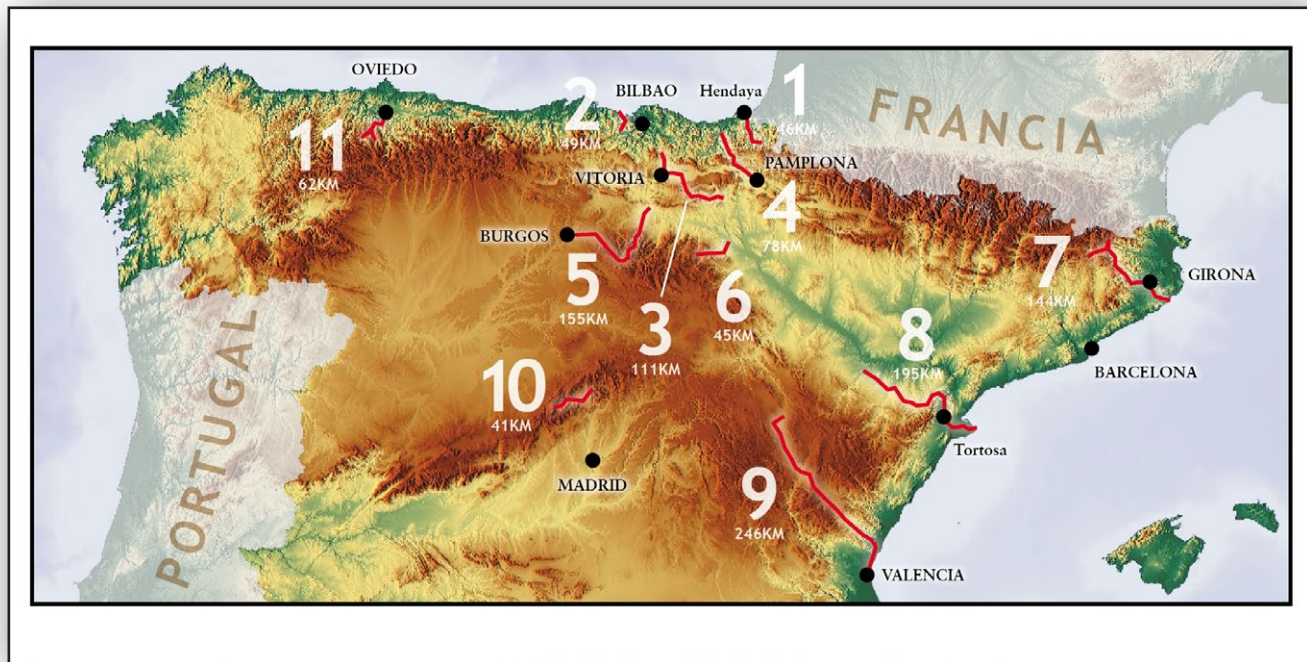 OVIEDO
11
62KM
2
49KM
BILBAO
Hendaya
1
46KM
FRANCIA
VITORIA
PAMPLONA
4
78KM
BURGOS
5
155KM
3
111KM
6
45KM
7
144KM
GIRONA
8
195KM
BARCELONA
PORTUGAL
10
41KM
Tortosa
MADRID
9
246KM
VALENCIA